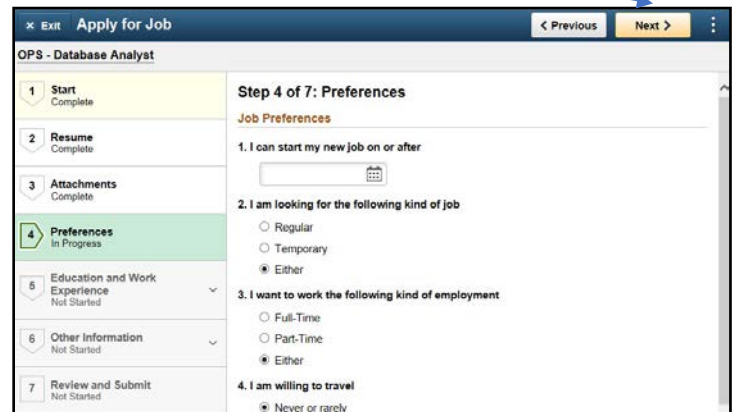 × Exit Apply for Job
< Previous
Next >
OPS - Database Analyst
1 Start
Complete
2 Resume
Complete
3 Attachments
Complete
4 Preferences
In Progress
5 Education and Work
Experience
Not Started
6 Other Information
Not Started
7 Review and Submit
Not Started
Step 4 of 7: Preferences
Job Preferences
1. I can start my new job on or after
2. I am looking for the following kind of job
Regular
Temporary
Either
3. I want to work the following kind of employment
Full-Time
Part-Time
Either
4. I am willing to travel
Never or rarely